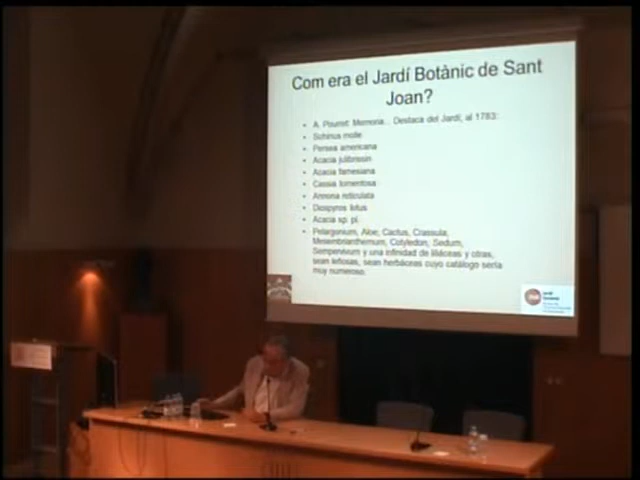 Com era el Jardí Botànic de Sant
Joan?
• A. Pourret: Memoria... Destaca del Jardí, al 1783:
• Schinus molle
• Persea americana
• Acacia julibrissin
• Acacia farnesiana
• Cassia tomentosa
• Annona reticulata
• Diospyros lotus
• Acacia sp. pl.
• Pelargonium, Aloe, Cactus, Crassula,
Mesembrianthemum, Cotyledon, Sedum,
Sempervivum y una infinidad de liliáceas y otras,
sean leñosas, sean herbáceas cuyo catálogo sería
muy numeroso.